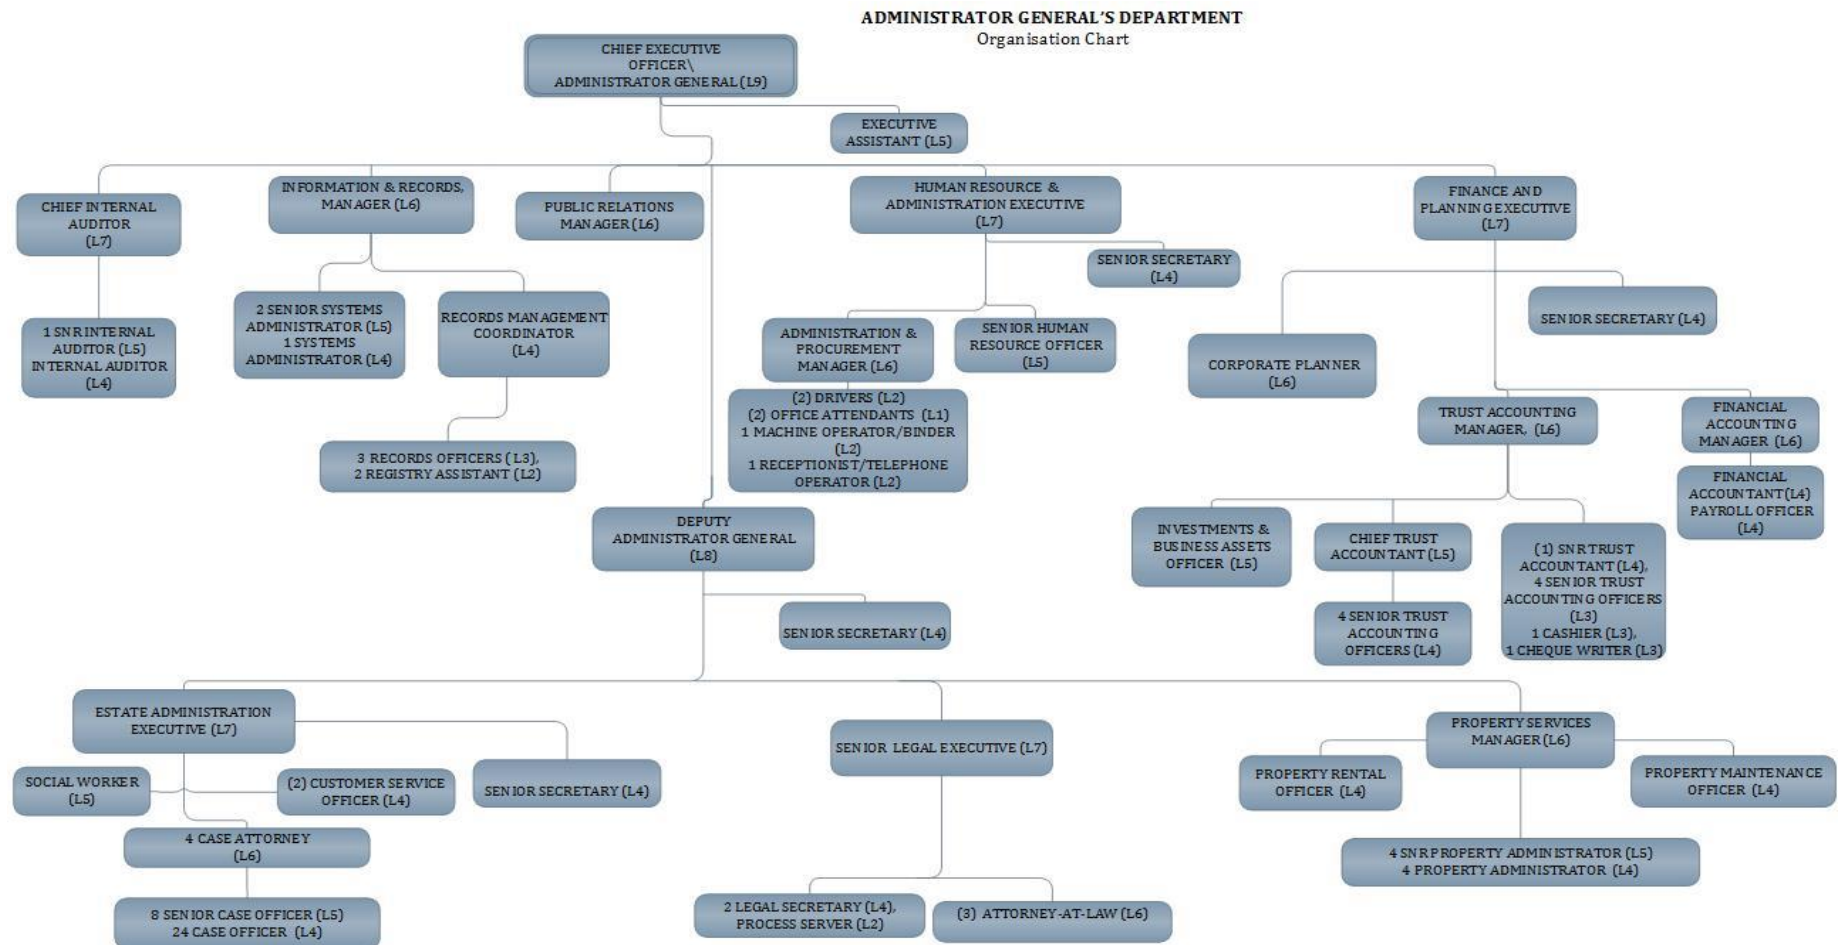 ADMINISTRATOR GENERAL'S DEPARTMENT
Organisation Chart
CHIEF EXECUTIVE
OFFICER\
ADMINISTRATOR GENERAL (L9)
EXECUTIVE
ASSISTANT (L5)
CHIEF INTERNAL
AUDITOR
(L7)
INFORMATION & RECORDS,
MANAGER (L6)
PUBLIC RELATIONS
MANAGER (L6)
HUMAN RESOURCE &
ADMINISTRATION EXECUTIVE
(L7)
FINANCE AND
PLANNING EXECUTIVE
(L7)
SENIOR SECRETARY
(L4)
1 SNR INTERNAL
AUDITOR (L5)
INTERNAL AUDITOR
(L4)
2 SENIOR SYSTEMS
ADMINISTRATOR (L5)
1 SYSTEMS
ADMINISTRATOR (L4)
RECORDS MANAGEMENT
COORDINATOR
(L4)
3 RECORDS OFFICERS (L3),
2 REGISTRY ASSISTANT (L2)
ADMINISTRATION &
PROCUREMENT
MANAGER (L6)
SENIOR HUMAN
RESOURCE OFFICER
(L5)
(2) DRIVERS (L2)
(2) OFFICE ATTENDANTS (L1)
1 MACHINE OPERATOR/BINDER
(L2)
1 RECEPTIONIST/TELEPHONE
OPERATOR (L2)
SENIOR SECRETARY (L4)
CORPORATE PLANNER
(L6)
TRUST ACCOUNTING
MANAGER, (L6)
FINANCIAL
ACCOUNTING
MANAGER (L6)
FINANCIAL
ACCOUNTANT (L4)
PAYROLL OFFICER
(L4)
INVESTMENTS &
BUSINESS ASSETS
OFFICER (L5)
CHIEF TRUST
ACCOUNTANT (L5)
(1) SNR TRUST
ACCOUNTANT (L4),
4 SENIOR TRUST
ACCOUNTING OFFICERS
(L3)
1 CASHIER (L3),
1 CHEQUE WRITER (L3)
4 SENIOR TRUST
ACCOUNTING
OFFICERS (L4)
DEPUTY
ADMINISTRATOR GENERAL
(L8)
SENIOR SECRETARY (L4)
ESTATE ADMINISTRATION
EXECUTIVE (L7)
SENIOR LEGAL EXECUTIVE (L7)
PROPERTY SERVICES
MANAGER (L6)
SOCIAL WORKER
(L5)
(2) CUSTOMER SERVICE
OFFICER (L4)
SENIOR SECRETARY (L4)
4 CASE ATTORNEY
(L6)
8 SENIOR CASE OFFICER (L5)
24 CASE OFFICER (L4)
2 LEGAL SECRETARY (L4),
PROCESS SERVER (L2)
(3) ATTORNEY-AT-LAW (L6)
PROPERTY RENTAL
OFFICER (L4)
PROPERTY MAINTENANCE
OFFICER (L4)
4 SNR PROPERTY ADMINISTRATOR (L5)
4 PROPERTY ADMINISTRATOR (L4)